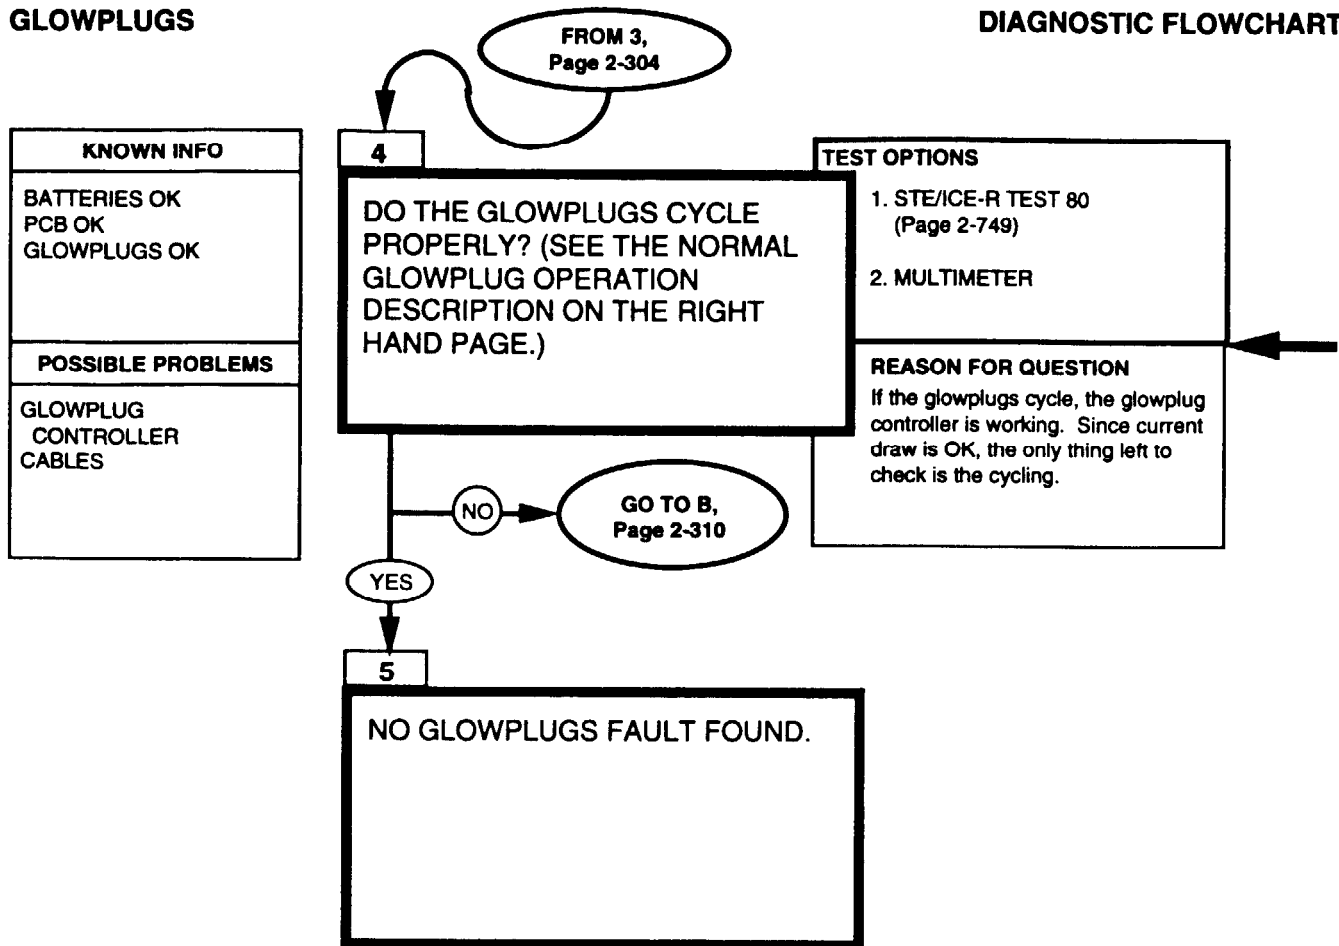 GLOWPLUGS
DIAGNOSTIC FLOWCHART
FROM 3,
Page 2-304
KNOWN INFO
BATTERIES OK
PCB OK
GLOWPLUGS OK
POSSIBLE PROBLEMS
GLOWPLUG
CONTROLLER
CABLES
4
DO THE GLOWPLUGS CYCLE
PROPERLY? (SEE THE NORMAL
GLOWPLUG OPERATION
DESCRIPTION ON THE RIGHT
HAND PAGE.)
TEST OPTIONS
1. STE/ICE-R TEST 80
(Page 2-749)
2. MULTIMETER
REASON FOR QUESTION
If the glowplugs cycle, the glowplug
controller is working. Since current
draw is OK, the only thing left to
check is the cycling.
NO
GO TO B,
Page 2-310
YES
5
NO GLOWPLUGS FAULT FOUND.